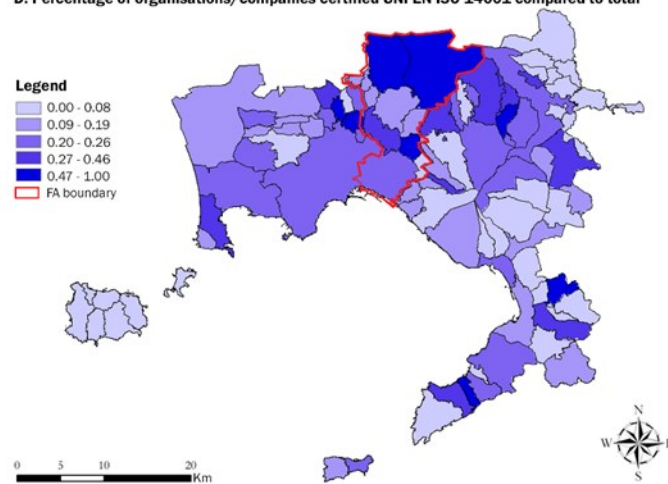 D. Percentage of organisations/companies certified UNI EN ISO 14001 compared to total
Legend
0.00 - 0.08
0.09 - 0.19
0.20 - 0.26
0.27 - 0.46
0.47 - 1.00
FA boundary
N
W
S
0 5 10 20
Km